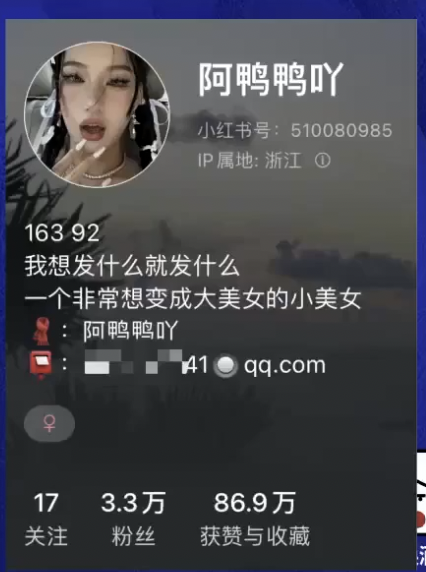 阿鸭鸭吖
小红书号：510080985
IP属地: 浙江
163 92
我想发什么就发什么
一个非常想变成大美女的小美女
：阿鸭鸭吖
：41 qq.com
♀
17 3.3万 86.9万
关注 粉丝 获赞与收藏